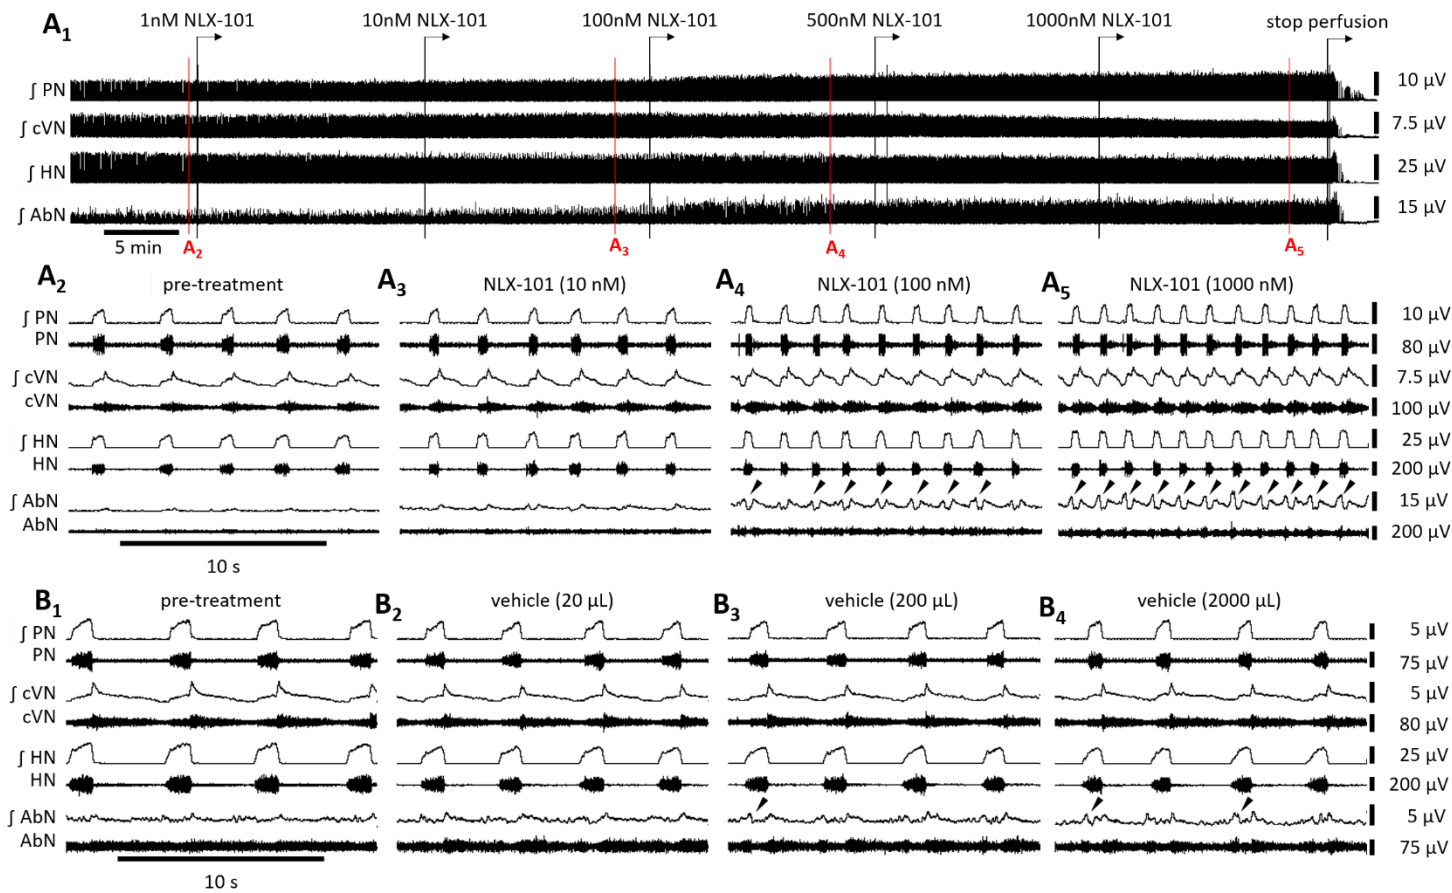 A1
1nM NLX-101
10nM NLX-101
100nM NLX-101
500nM NLX-101
1000nM NLX-101
stop perfusion
∫ PN
10 µV
∫ cVN
7.5 µV
∫ HN
25 µV
∫ AbN
15 µV
5 min
A2
A3
A4
A5
A2
pre-treatment
A3
NLX-101 (10 nM)
A4
NLX-101 (100 nM)
A5
NLX-101 (1000 nM)
∫ PN
10 µV
PN
80 µV
∫ cVN
7.5 µV
cVN
100 µV
∫ HN
25 µV
HN
200 µV
∫ AbN
15 µV
AbN
200 µV
10 s
B1
pre-treatment
B2
vehicle (20 µL)
B3
vehicle (200 µL)
B4
vehicle (2000 µL)
∫ PN
5 µV
PN
75 µV
∫ cVN
5 µV
cVN
80 µV
∫ HN
25 µV
HN
200 µV
∫ AbN
5 µV
AbN
75 µV
10 s